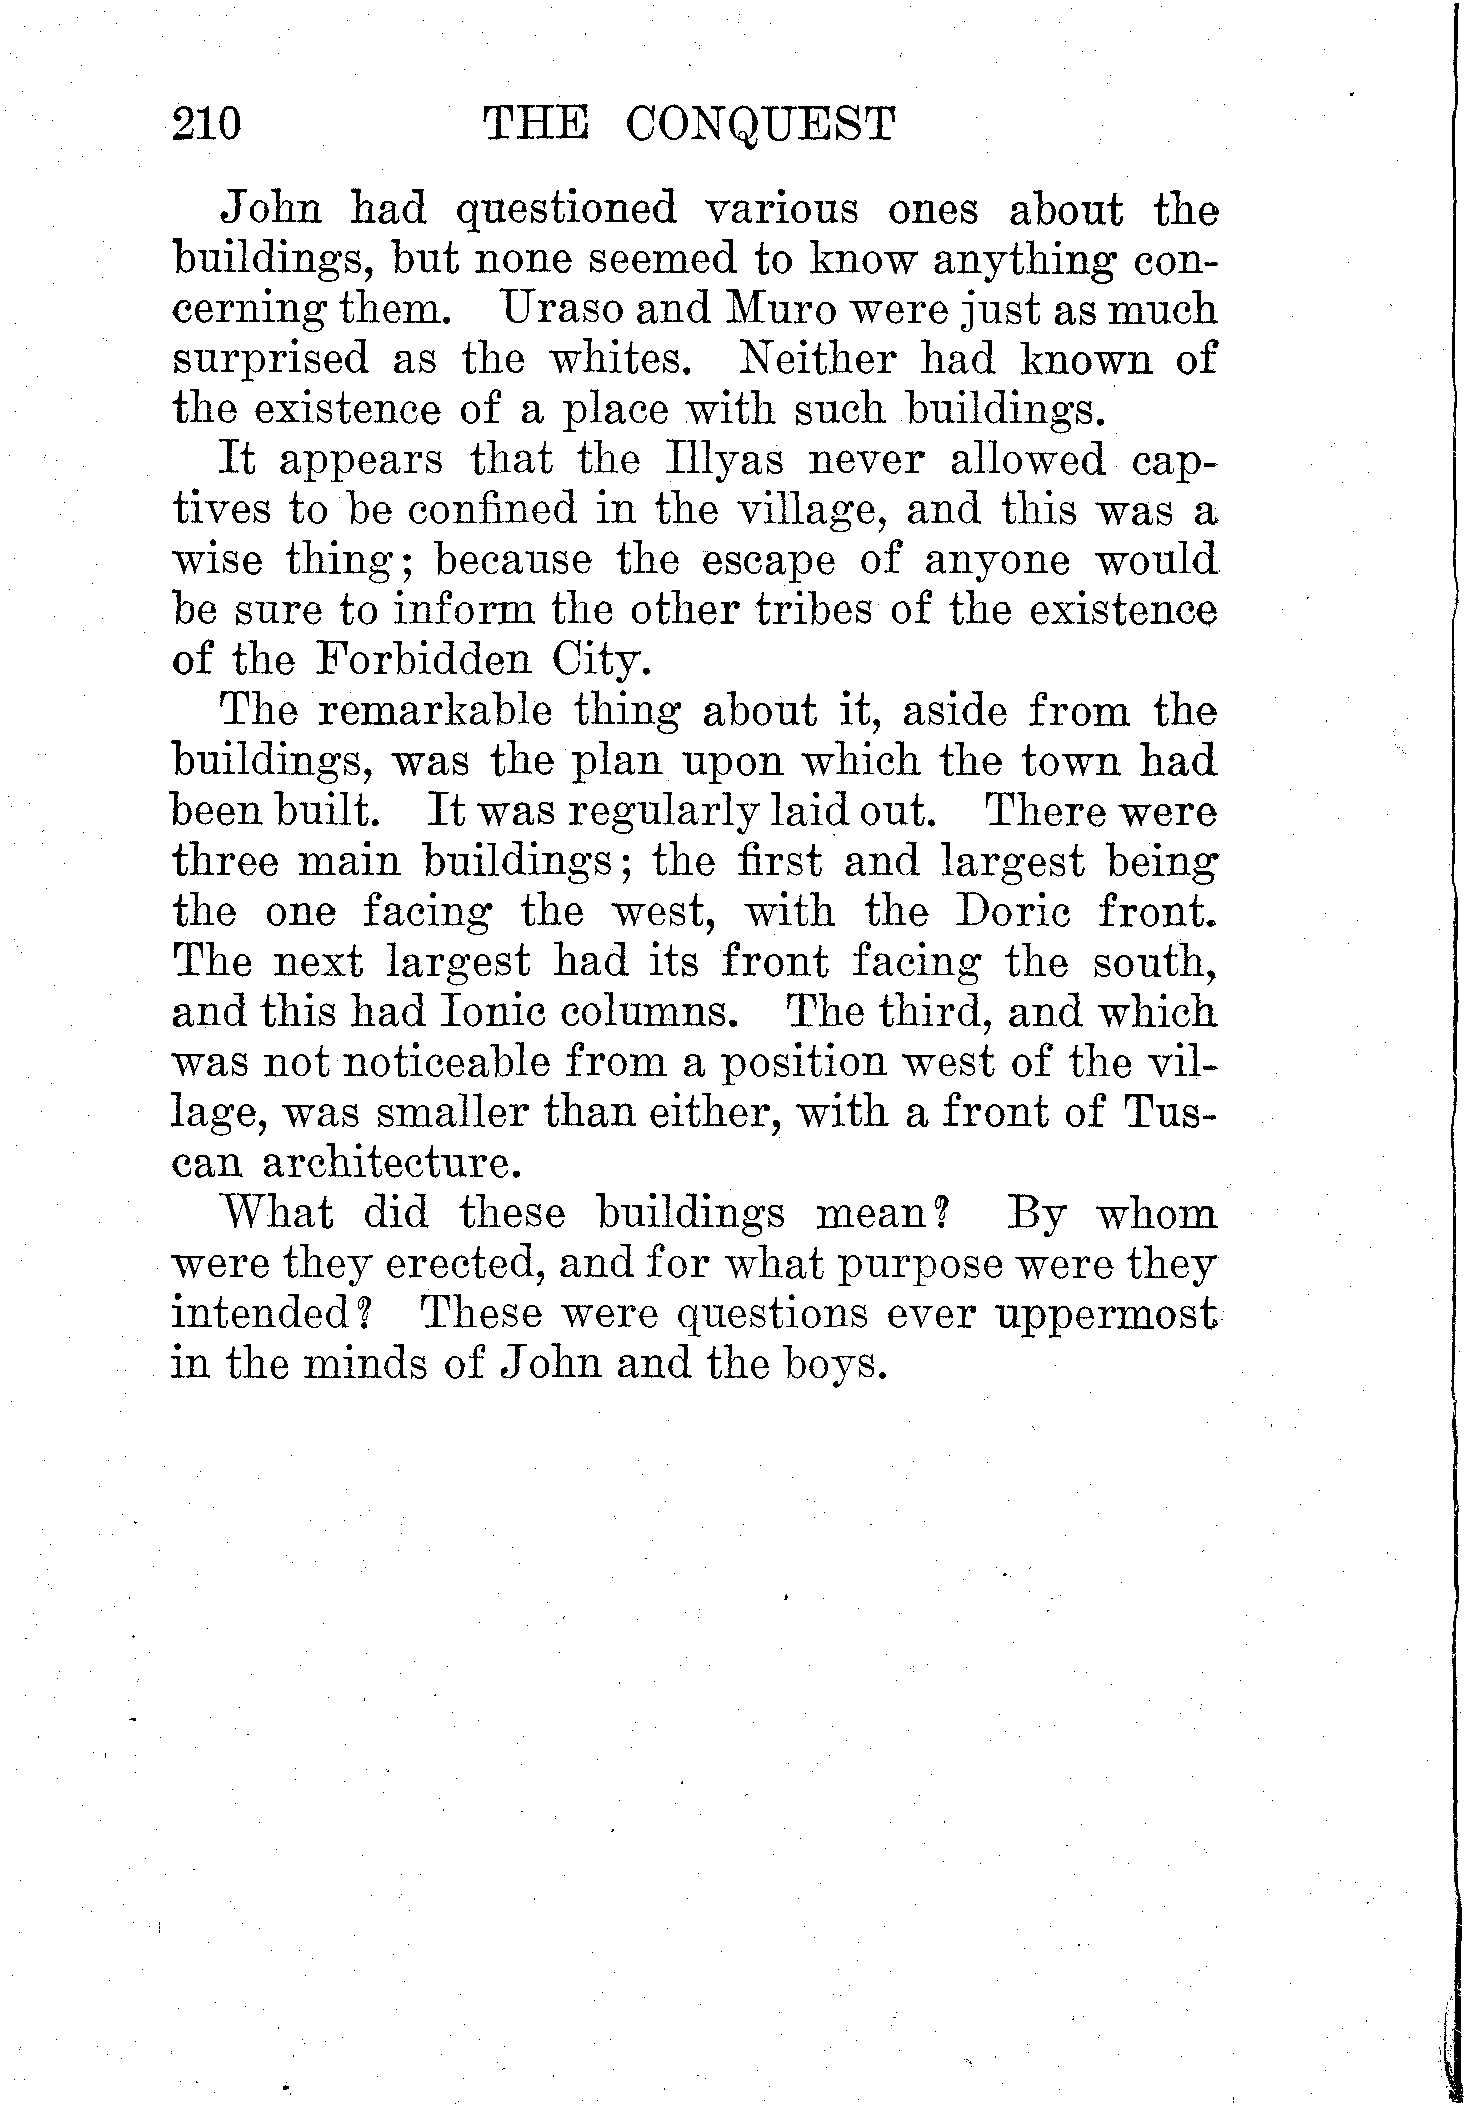 210 THE CONQUEST
John had questioned various ones about the
buildings, but none seemed to know anything con-
cerning them. Uraso and Muro were just as much
surprised as the whites. Neither had known of
the existence of a place with such buildings.
It appears that the Illyas never allowed cap-
tives to be confined in the village, and this was a
wise thing; because the escape of anyone would
be sure to inform the other tribes of the existence
of the Forbidden City.
The remarkable thing about it, aside from the
buildings, was the plan upon which the town had
been built. It was regularly laid out. There were
three main buildings; the first and largest being
the one facing the west, with the Doric front.
The next largest had its front facing the south,
and this had Ionic columns. The third, and which
was not noticeable from a position west of the vil-
lage, was smaller than either, with a front of Tus-
can architecture.
What did these buildings mean? By whom
were they erected, and for what purpose were they
intended? These were questions ever uppermost
in the minds of John and the boys.